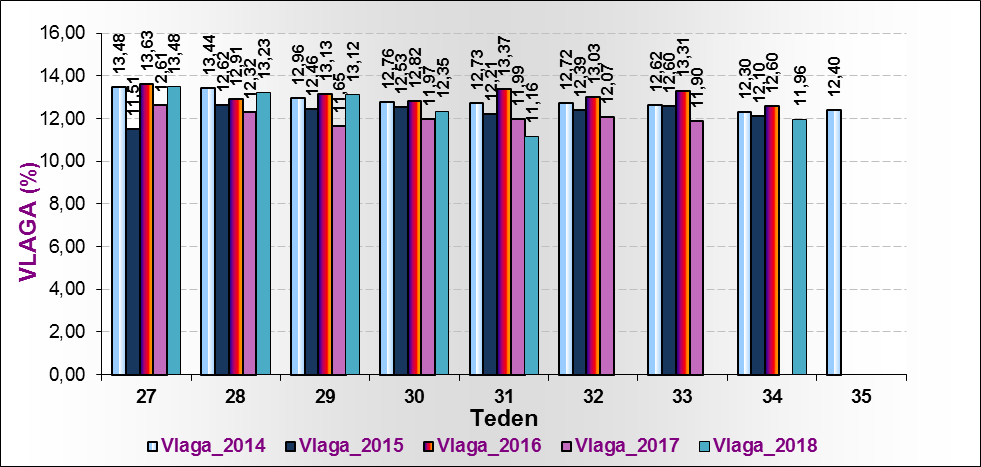 16,00
14,00
12,00
10,00
8,00
6,00
4,00
2,00
0,00
VLAGA (%)
13,48 11,51 13,63 12,61 13,48
13,44 12,62 12,91 12,32 13,23
12,96 12,46 13,13 11,65 13,12
12,76 12,53 12,82 11,97 12,35
12,73 12,21 13,37 11,99 11,16
12,72 12,39 13,03 12,07
12,62 12,60 13,31 11,90
12,30 12,10 12,60 11,96
12,40
27 28 29 30 31 32 33 34 35
Teden
Vlaga_2014 Vlaga_2015 Vlaga_2016 Vlaga_2017 Vlaga_2018